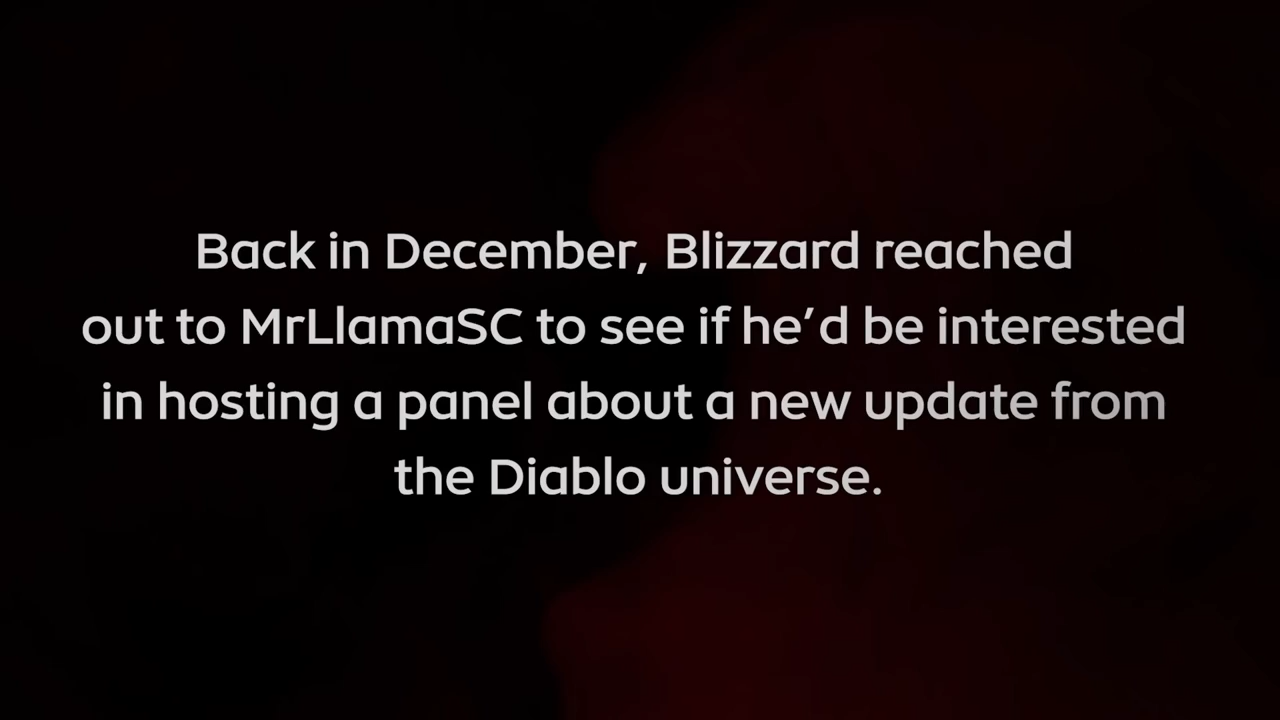 Back in December, Blizzard reached
out to MrLlamaSC to see if he’d be interested
in hosting a panel about a new update from
the Diablo universe.